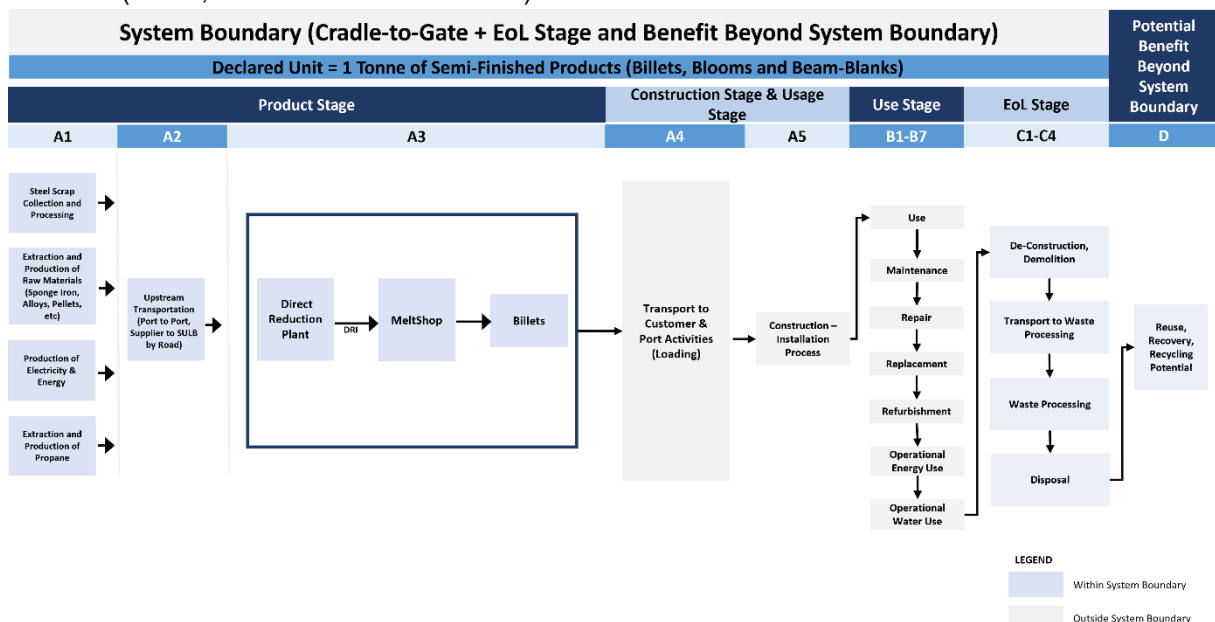 System Boundary (Cradle-to-Gate + EoL Stage and Benefit Beyond System Boundary)
Potential
Benefit
Beyond
System
Boundary
Declared Unit = 1 Tonne of Semi-Finished Products (Billets, Blooms and Beam-Blanks)
Product Stage
Construction Stage & Usage
Stage
Use Stage
EoL Stage
A1
A2
A3
A4
A5
B1-B7
C1-C4
D
Steel Scrap
Collection and
Processing
Extraction and
Production of
Raw Materials
(Sponge Iron,
Alloys, Pellets,
etc)
Production of
Electricity &
Energy
Extraction and
Production of
Propane
Upstream
Transportation
(Port to Port,
Supplier to SULB
by Road)
Direct
Reduction
Plant
DRI
MeltShop
Billets
Transport to
Customer &
Port Activities
(Loading)
Construction –
Installation
Process
Use
Maintenance
Repair
Replacement
Refurbishment
Operational
Energy Use
Operational
Water Use
De-Construction,
Demolition
Transport to Waste
Processing
Waste Processing
Disposal
Reuse,
Recovery,
Recycling
Potential
LEGEND
Within System Boundary
Outside System Boundary